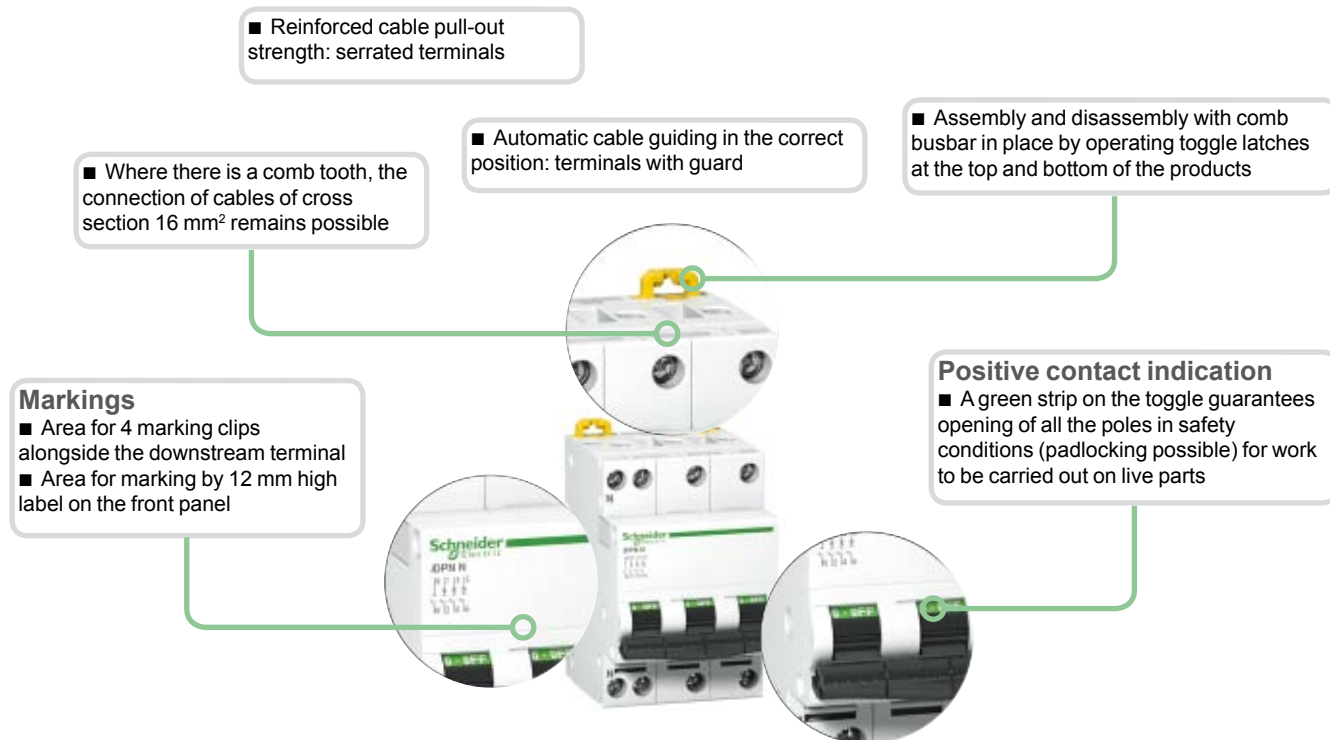 ■ Reinforced cable pull-out
strength: serrated terminals
■ Automatic cable guiding in the correct
position: terminals with guard
■ Assembly and disassembly with comb
busbar in place by operating toggle latches
at the top and bottom of the products
■ Where there is a comb tooth, the
connection of cables of cross
section 16 mm² remains possible
Markings
■ Area for 4 marking clips
alongside the downstream terminal
■ Area for marking by 12 mm high
label on the front panel
Positive contact indication
■ A green strip on the toggle guarantees
opening of all the poles in safety
conditions (padlocking possible) for work
to be carried out on live parts
N
Schneider
Electric
iDPN N
Schneider
Electric
iDPN N
N